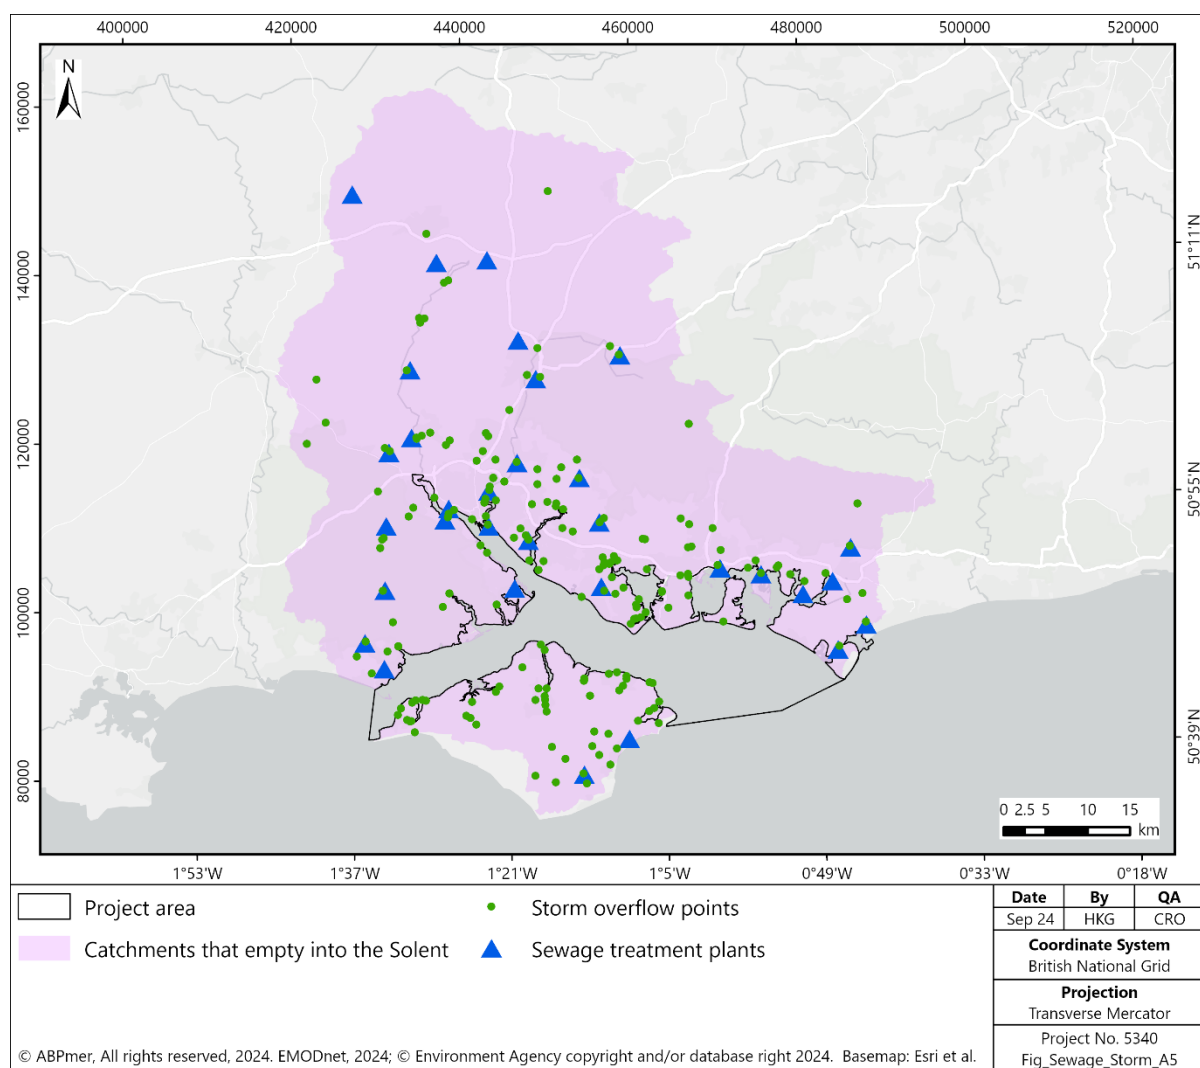 400000 420000 440000 460000 480000 500000 520000
N
160000
140000
120000
100000
80000
51°11'N
50°55'N
50°39'N
0 2.5 5 10 15
km
1°53'W 1°37'W 1°21'W 1°5'W 0°49'W 0°33'W 0°18'W
Project area
Storm overflow points
Catchments that empty into the Solent
Sewage treatment plants
Date By QA
Sep 24 HKG CRO
Coordinate System
British National Grid
Projection
Transverse Mercator
Project No. 5340
Fig_Sewage_Storm_A5
© ABPmer, All rights reserved, 2024. EMODnet, 2024; © Environment Agency copyright and/or database right 2024. Basemap: Esri et al.